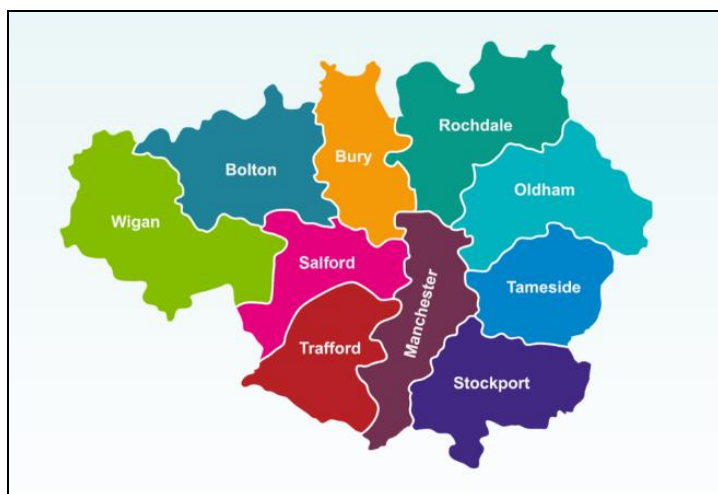 Rochdale
Bury
Bolton
Oldham
Wigan
Salford
Tameside
Manchester
Trafford
Stockport